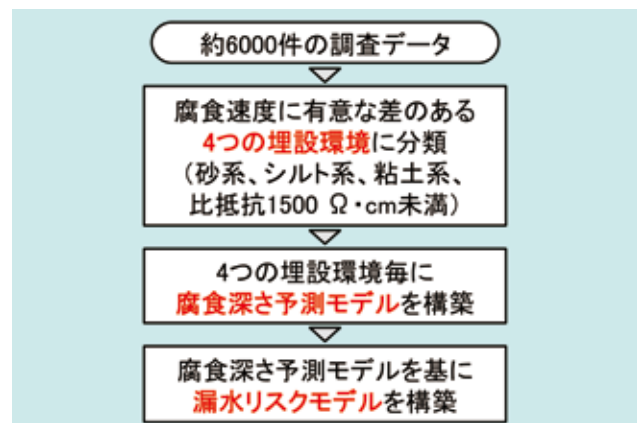 約6000件の調査データ
腐食速度に有意な差のある
4つの埋設環境に分類
（砂系、シルト系、粘土系、
比抵抗1500 Ω・cm未満）
4つの埋設環境毎に
腐食深さ予測モデルを構築
腐食深さ予測モデルを基に
漏水リスクモデルを構築